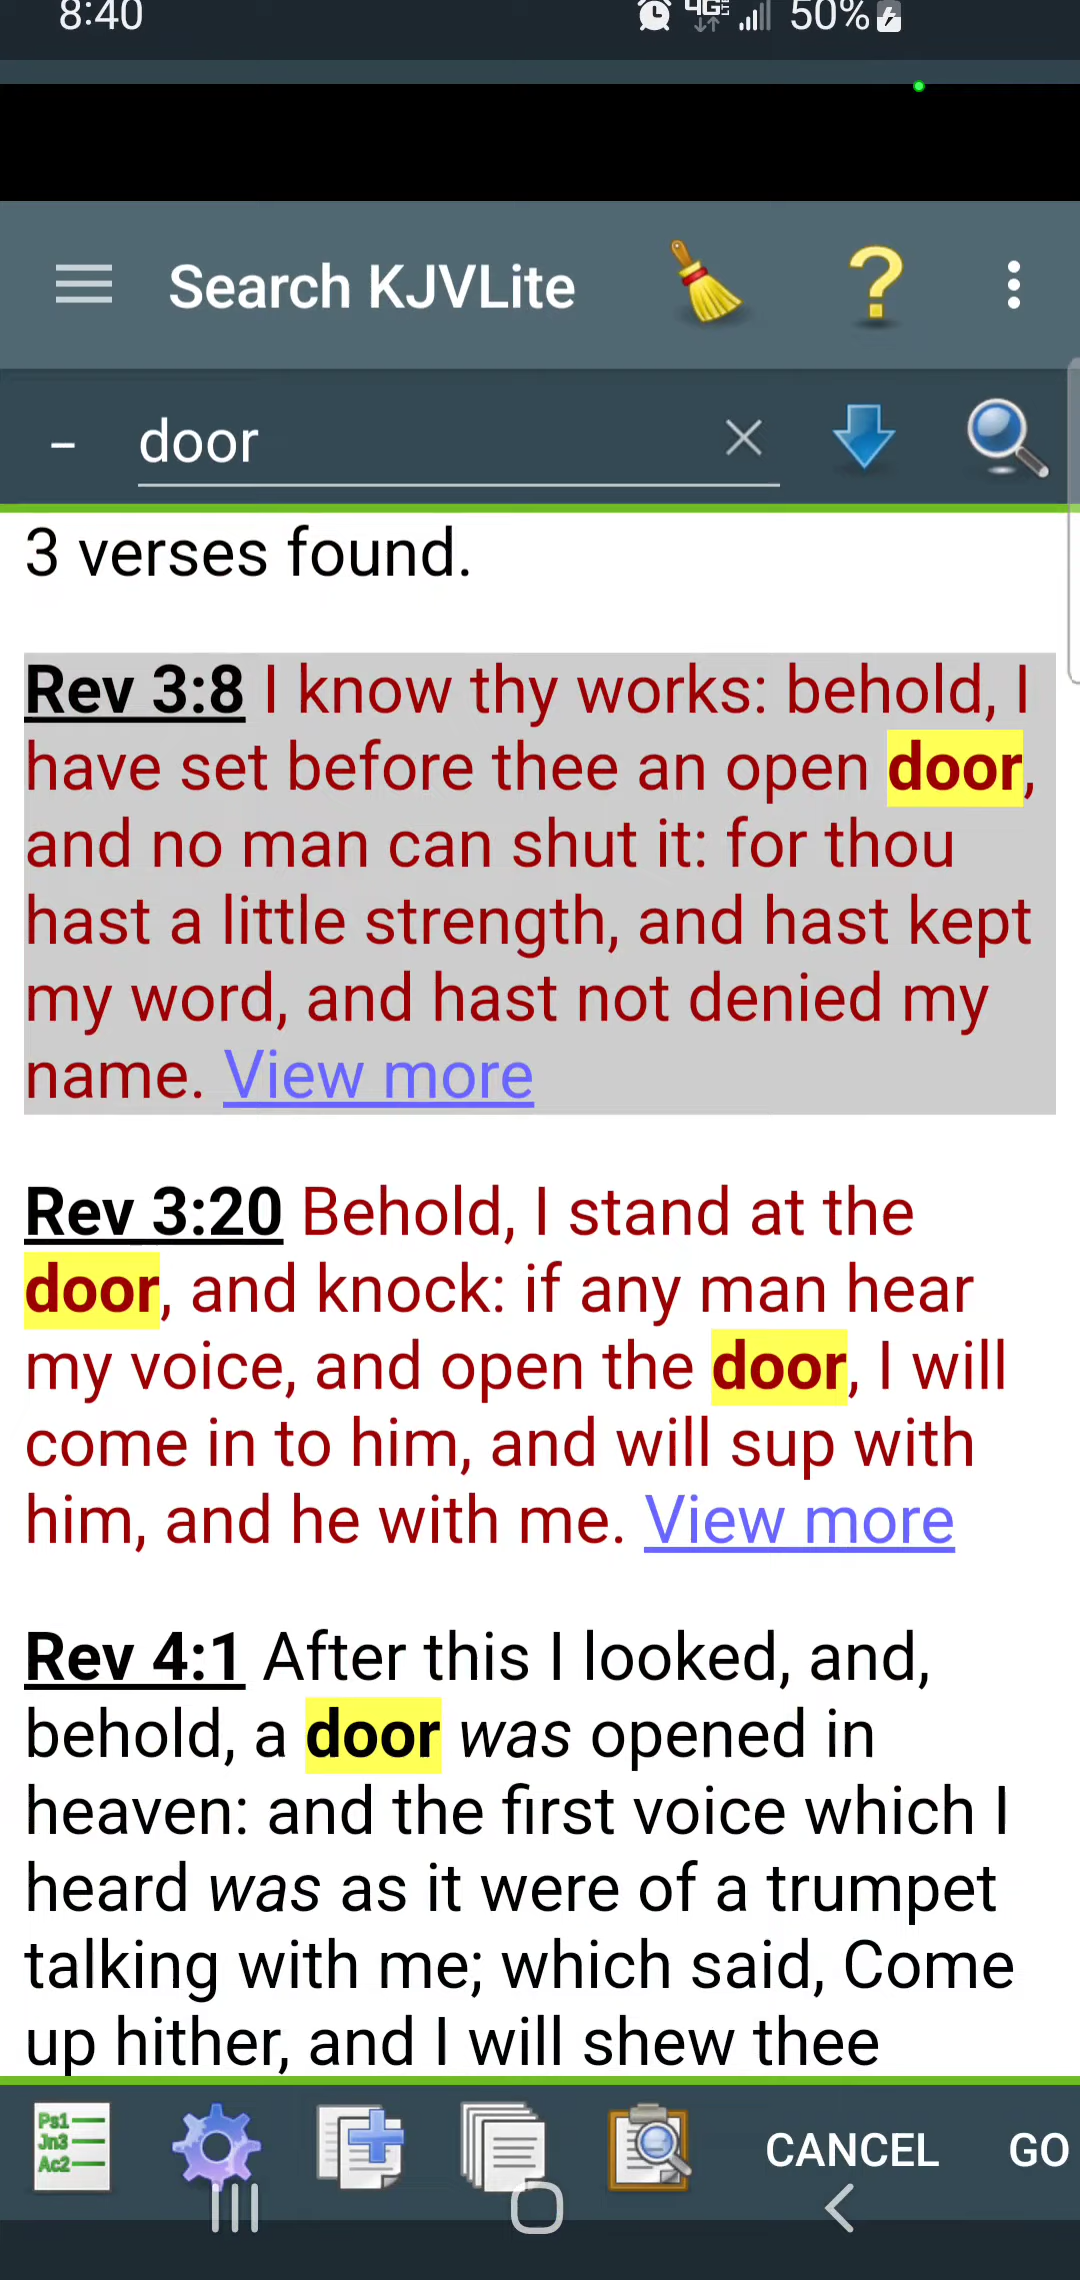 8:40
4G LTE 50%
Search KJVLite
?
– door
3 verses found.
Rev 3:8 I know thy works: behold, I
have set before thee an open door,
and no man can shut it: for thou
hast a little strength, and hast kept
my word, and hast not denied my
name. View more
Rev 3:20 Behold, I stand at the
door, and knock: if any man hear
my voice, and open the door, I will
come in to him, and will sup with
him, and he with me. View more
Rev 4:1 After this I looked, and,
behold, a door was opened in
heaven: and the first voice which I
heard was as it were of a trumpet
talking with me; which said, Come
up hither, and I will shew thee
Ps1
Jn3
Ac2
CANCEL GO